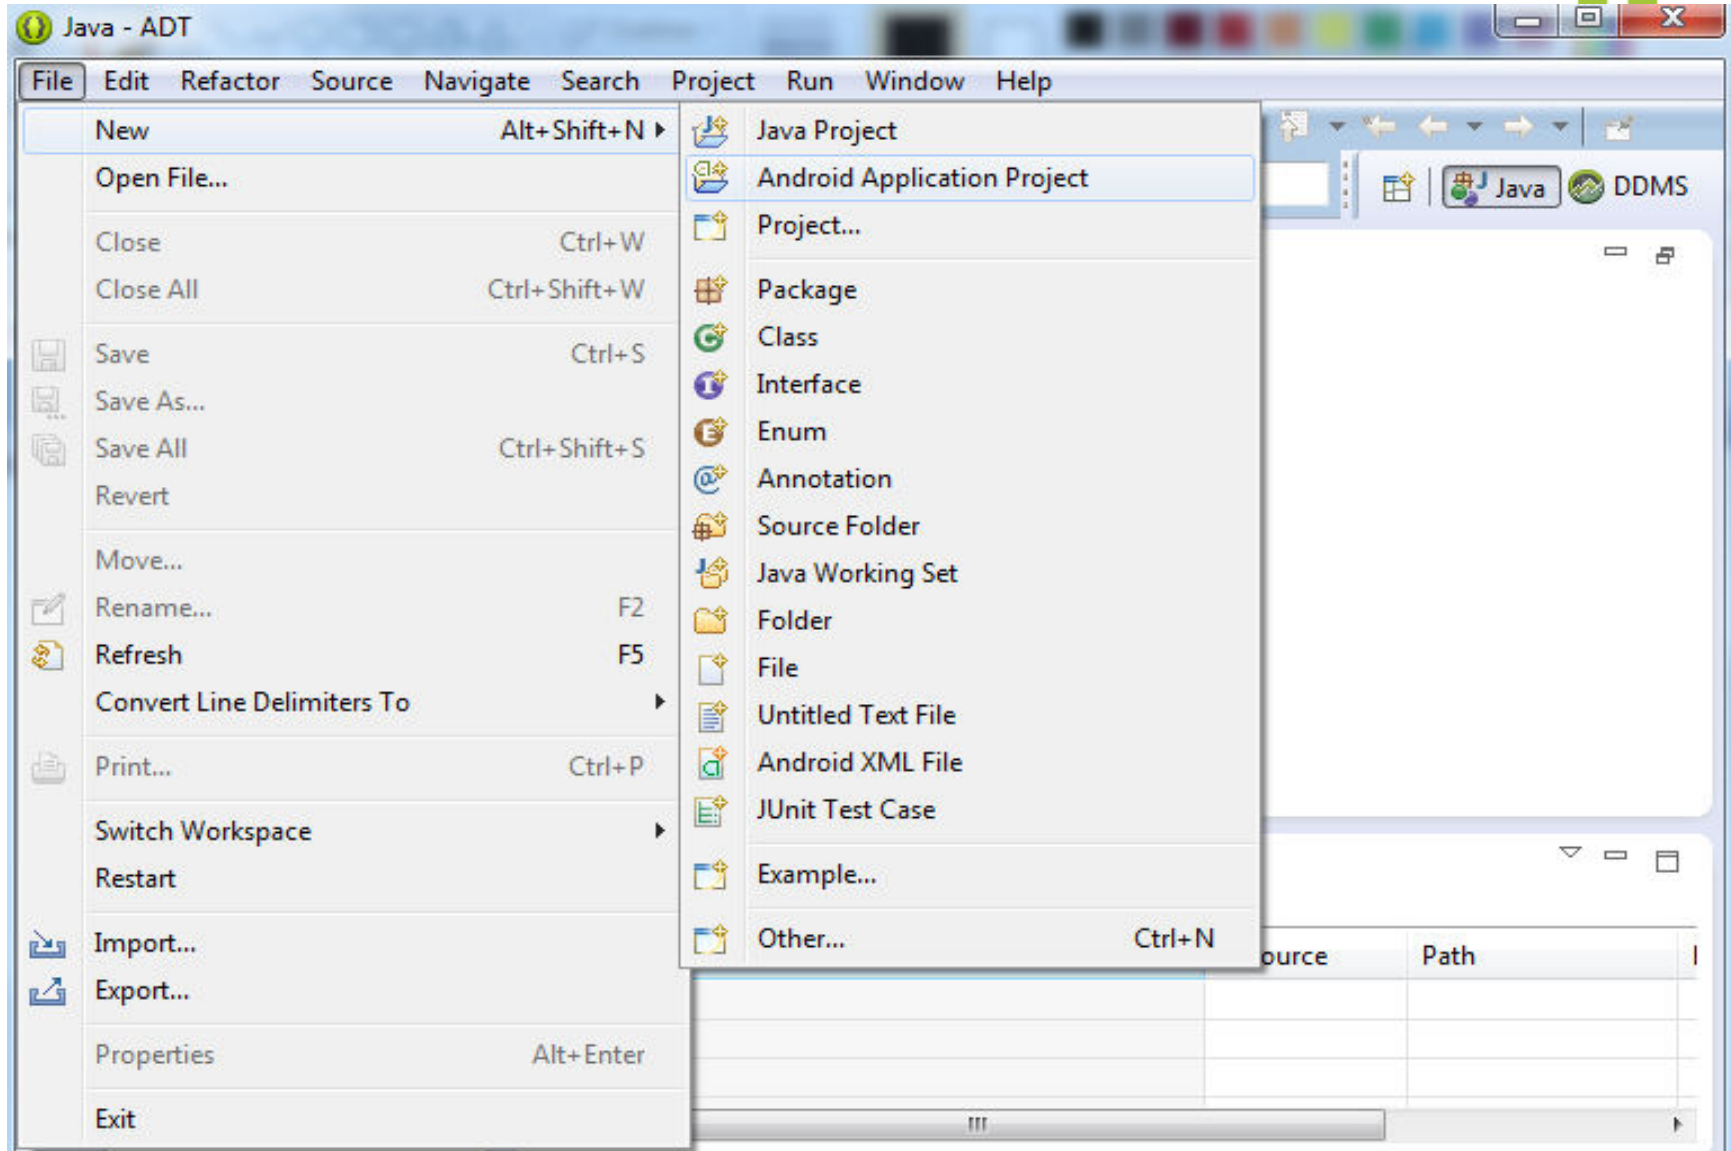 Java - ADT
File Edit Refactor Source Navigate Search Project Run Window Help
New Alt+Shift+N
Open File...
Close Ctrl+W
Close All Ctrl+Shift+W
Save Ctrl+S
Save As...
Save All Ctrl+Shift+S
Revert
Move...
Rename... F2
Refresh F5
Convert Line Delimiters To
Print... Ctrl+P
Switch Workspace
Restart
Import...
Export...
Properties Alt+Enter
Exit
Java Project
Android Application Project
Project...
Package
Class
Interface
Enum
Annotation
Source Folder
Java Working Set
Folder
File
Untitled Text File
Android XML File
JUnit Test Case
Example...
Other... Ctrl+N
Java DDMS
ource Path